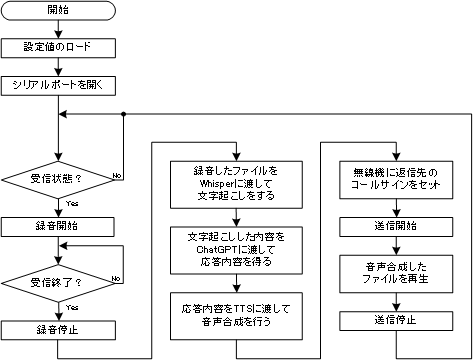 開始
設定値のロード
シリアルポートを開く
受信状態？
No
Yes
録音開始
受信終了？
No
Yes
録音停止
録音したファイルを
Whisperに渡して
文字起こしをする
文字起こしした内容を
ChatGPTに渡して
応答内容を得る
応答内容をTTSに渡して
音声合成を行う
無線機に返信先の
コールサインをセット
送信開始
音声合成した
ファイルを再生
送信停止